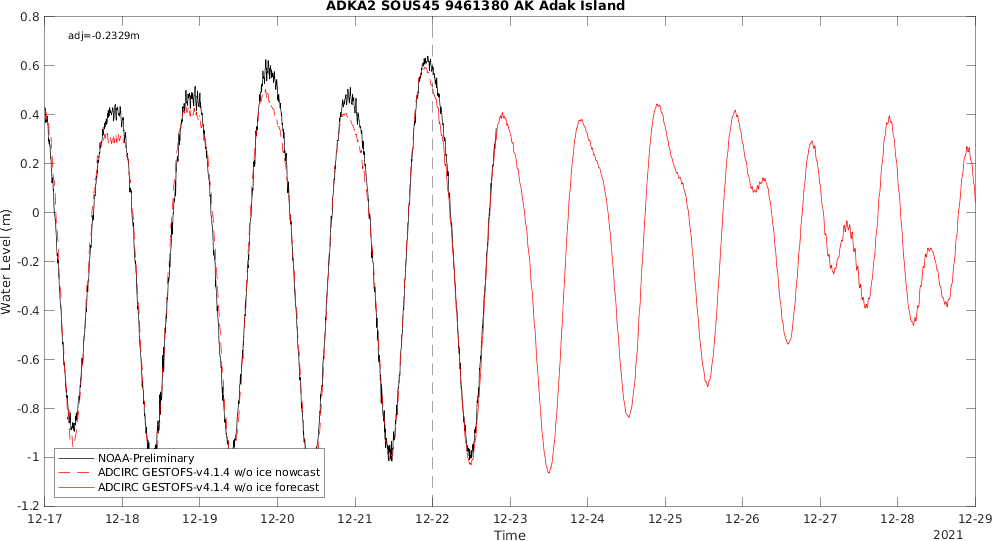 ADKA2 SOUS45 9461380 AK Adak Island
adj=-0.2329m
0.8
0.6
0.4
0.2
0
-0.2
-0.4
-0.6
-0.8
-1
-1.2
Water Level (m)
NOAA-Preliminary
ADCIRC GESTOFS-v4.1.4 w/o ice nowcast
ADCIRC GESTOFS-v4.1.4 w/o ice forecast
12-17 12-18 12-19 12-20 12-21 12-22 12-23 12-24 12-25 12-26 12-27 12-28 12-29
Time
2021